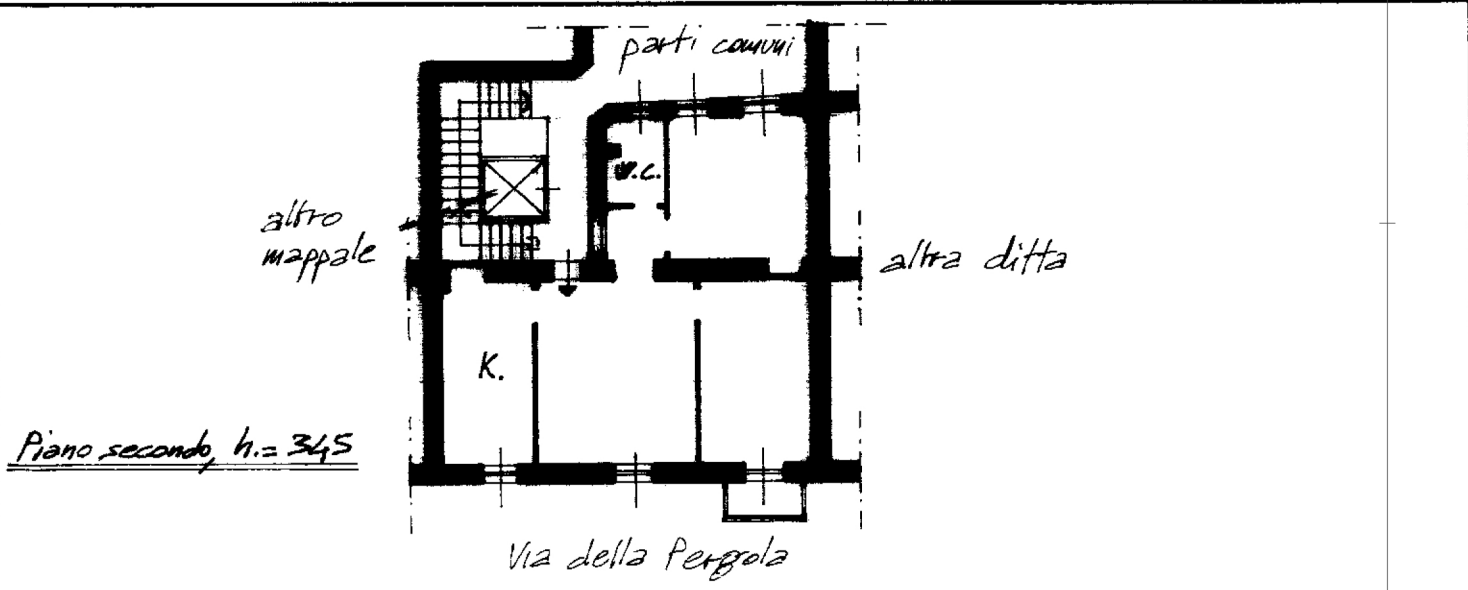 parti comuni
W.C.
altro
mappale
altra ditta
K.
Piano secondo, h.= 345
Via della Pergola